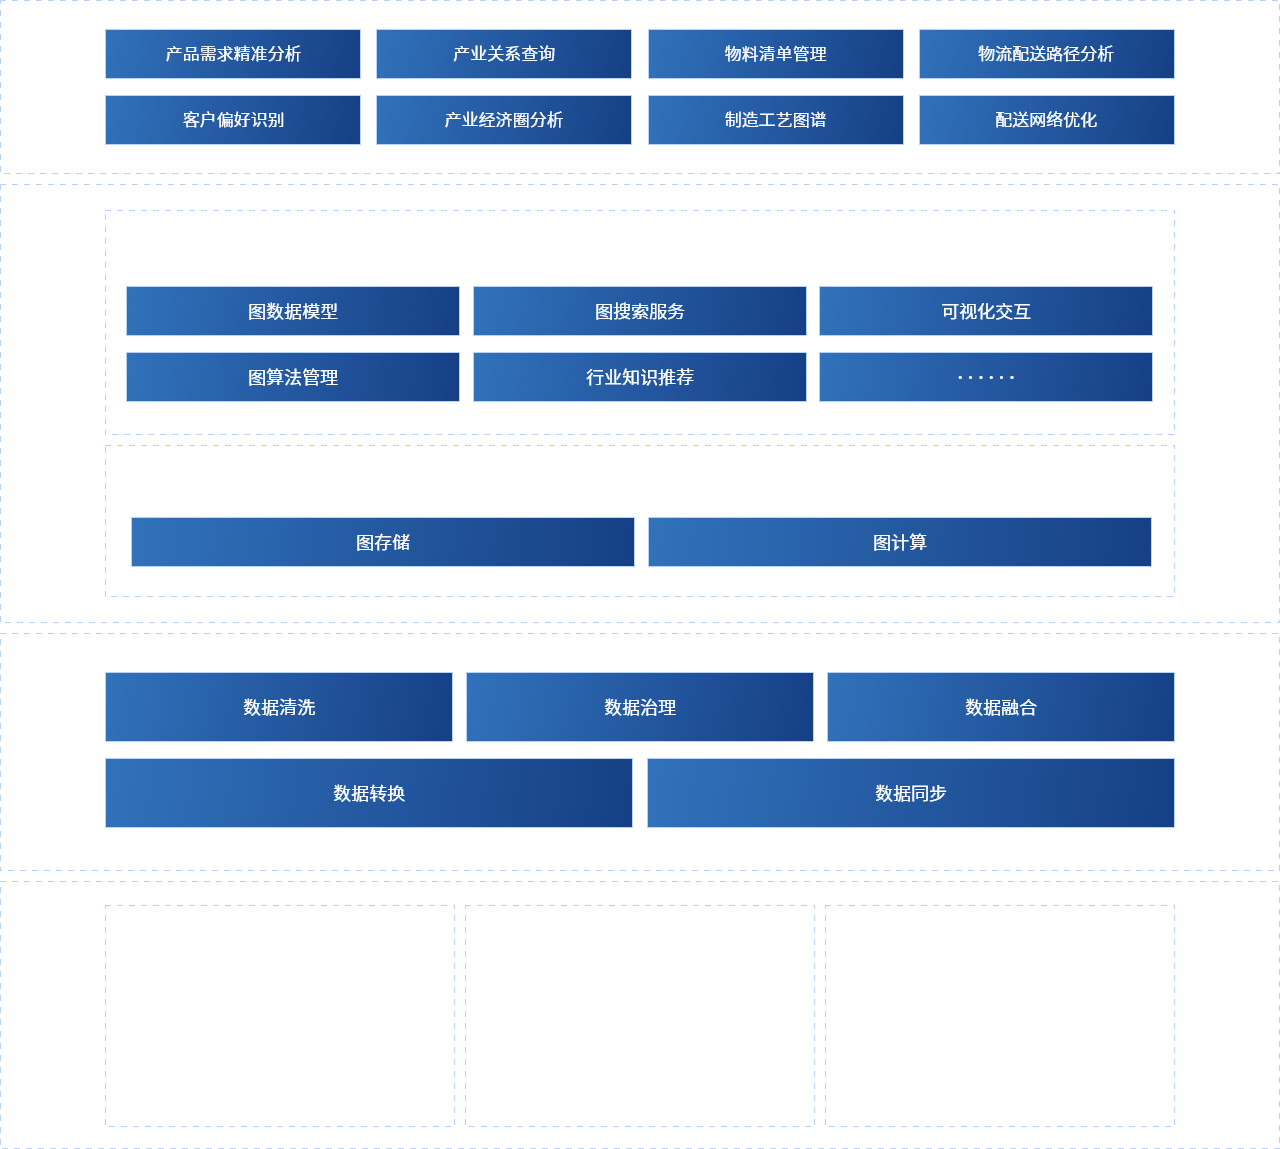 产品需求精准分析
产业关系查询
物料清单管理
物流配送路径分析
客户偏好识别
产业经济圈分析
制造工艺图谱
配送网络优化
图数据模型
图搜索服务
可视化交互
图算法管理
行业知识推荐
······
图存储
图计算
数据清洗
数据治理
数据融合
数据转换
数据同步